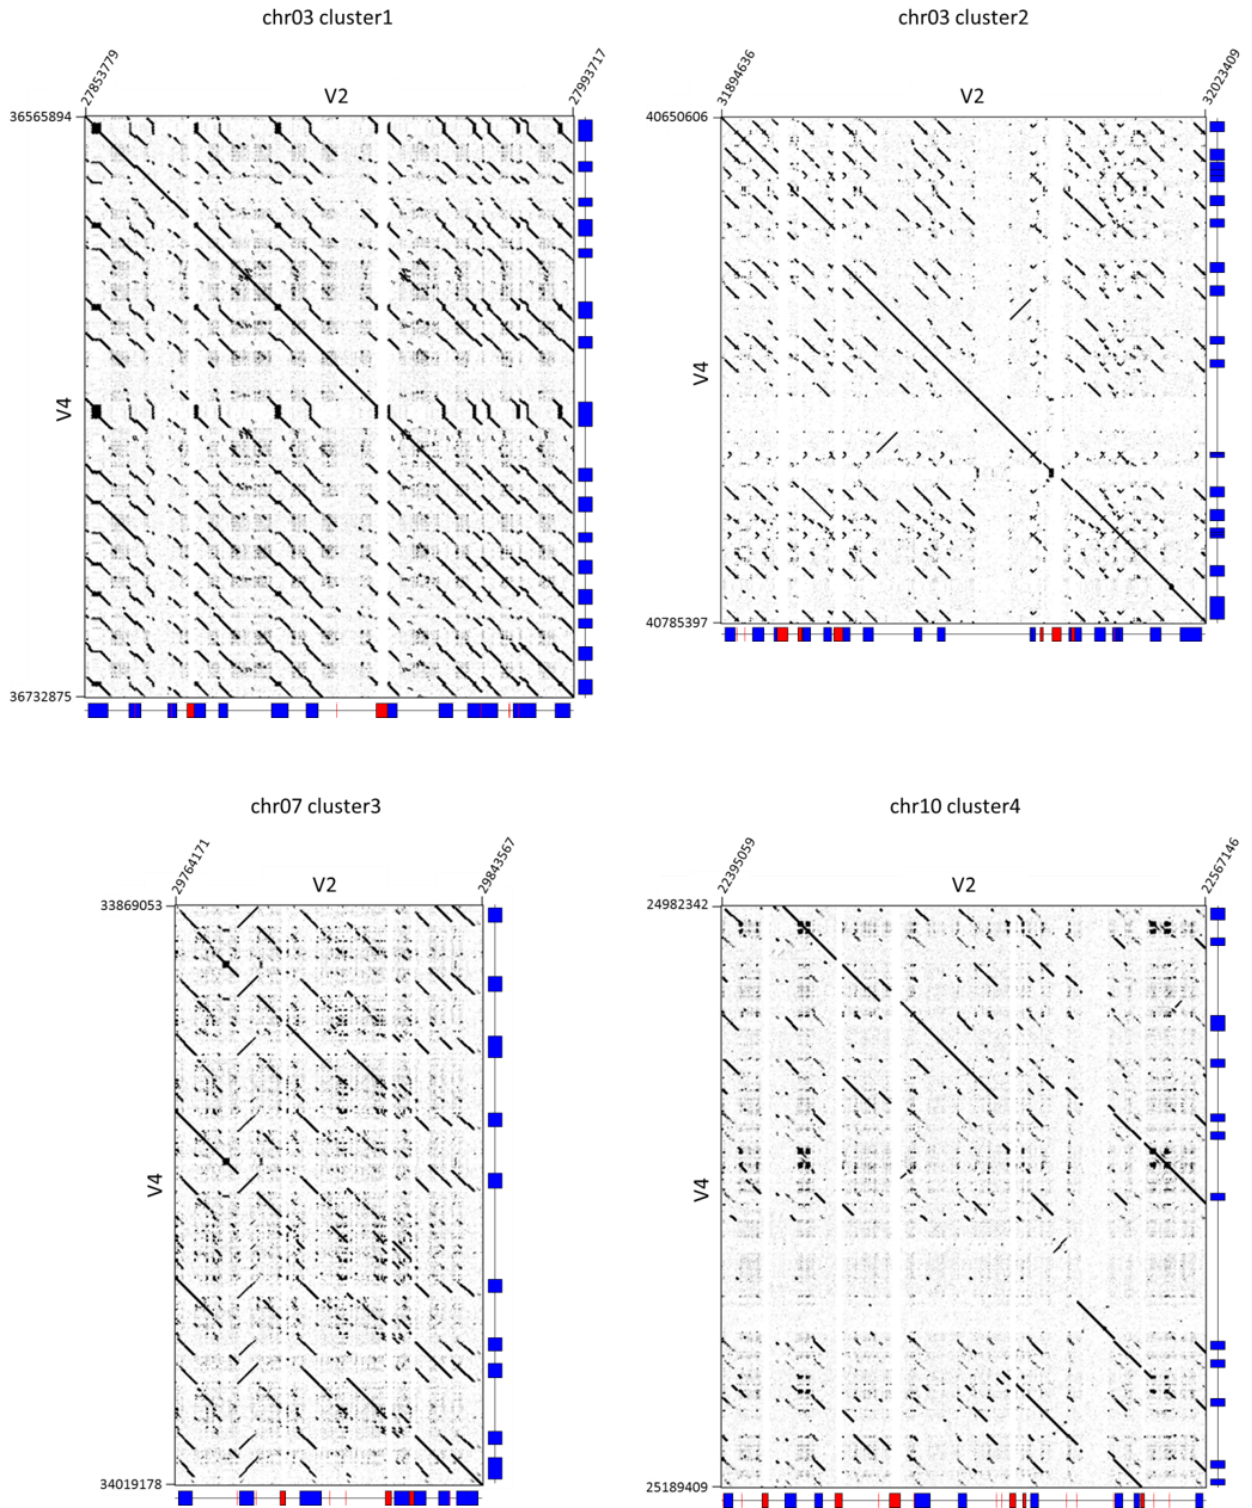 chr03 cluster1
27853779
27993717
V2
36565894
V4
36732875
chr03 cluster2
31894636
32023409
V2
40650606
V4
40785397
chr07 cluster3
29764171
29843567
V2
33869053
V4
34019178
chr10 cluster4
22395059
22567146
V2
24982342
V4
25189409